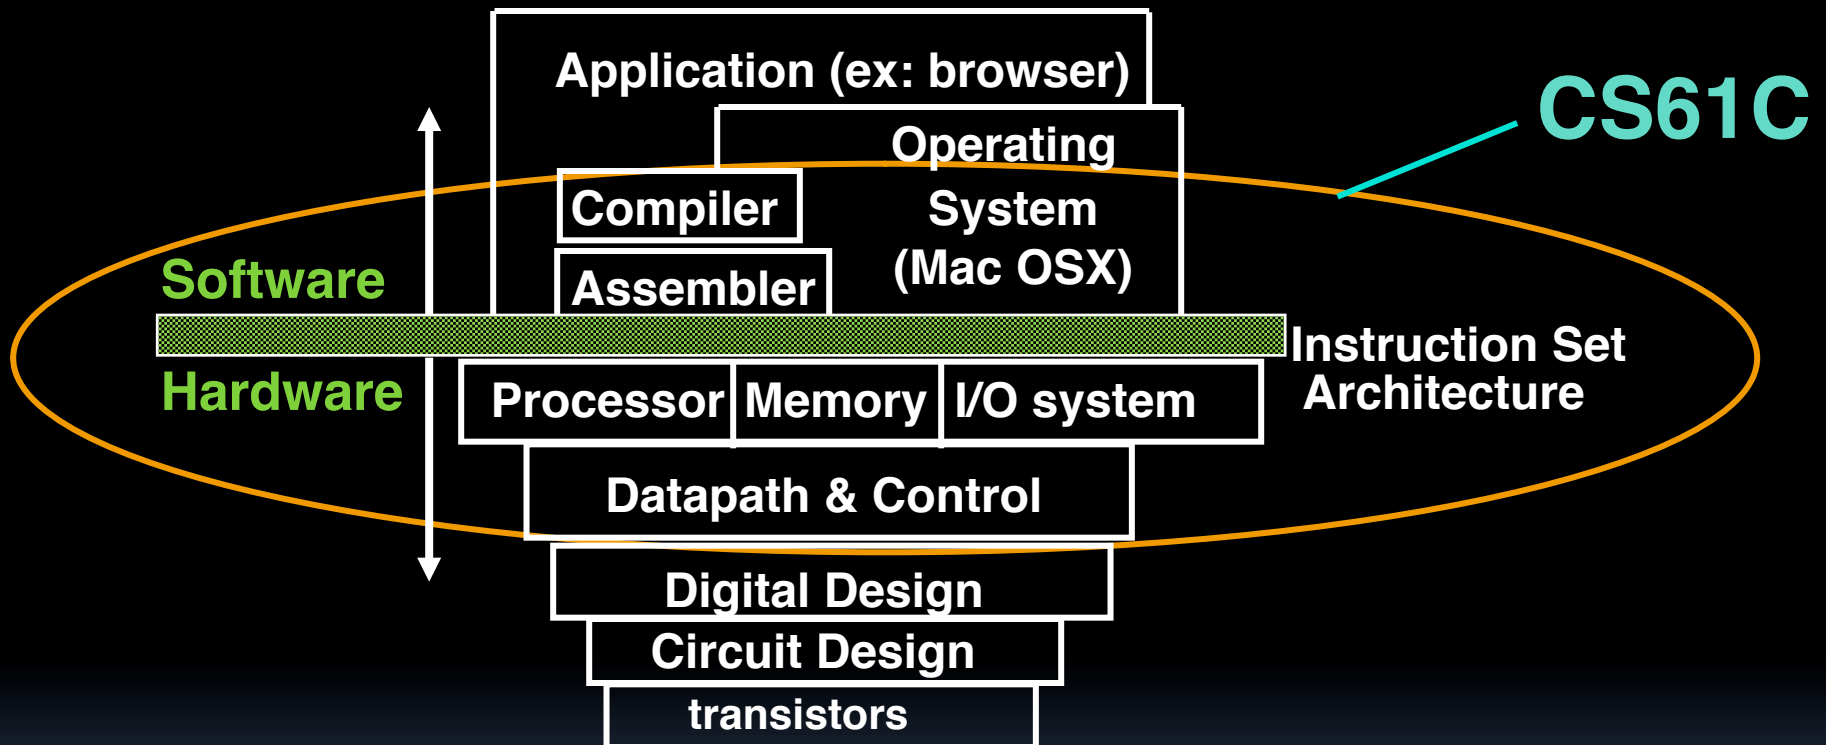 Application (ex: browser)
CS61C
Operating
Compiler
System
(Mac OSX)
Software
Assembler
Instruction Set
Architecture
Hardware
Processor
Memory
I/O system
Datapath & Control
Digital Design
Circuit Design
transistors